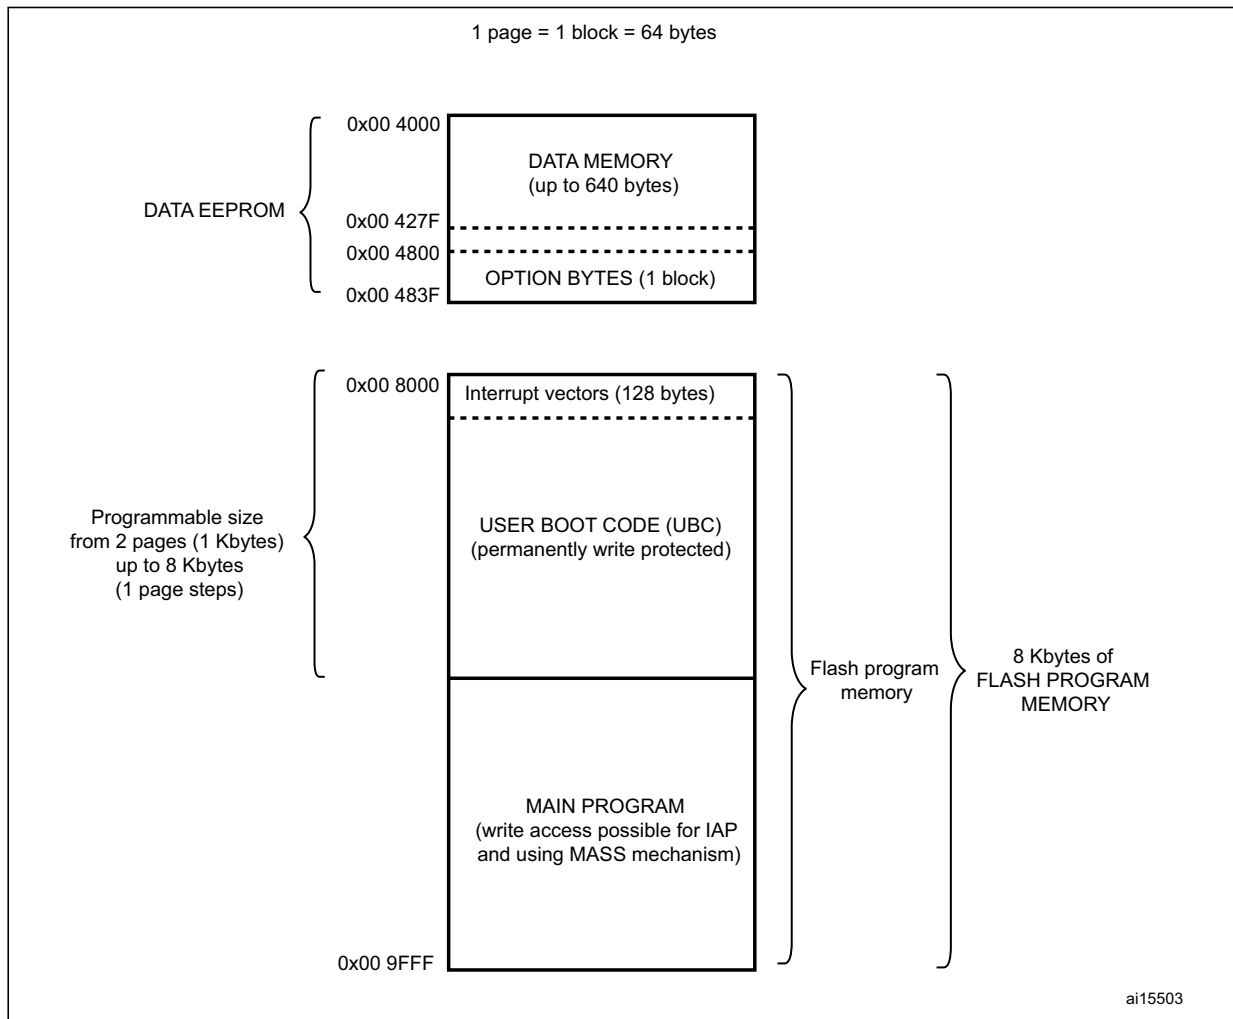 1 page = 1 block = 64 bytes
0x00 4000
DATA MEMORY
(up to 640 bytes)
DATA EEPROM
0x00 427F
0x00 4800
OPTION BYTES (1 block)
0x00 483F
0x00 8000
Interrupt vectors (128 bytes)
Programmable size
from 2 pages (1 Kbytes)
up to 8 Kbytes
(1 page steps)
USER BOOT CODE (UBC)
(permanently write protected)
Flash program
memory
8 Kbytes of
FLASH PROGRAM
MEMORY
MAIN PROGRAM
(write access possible for IAP
and using MASS mechanism)
0x00 9FFF
ai15503